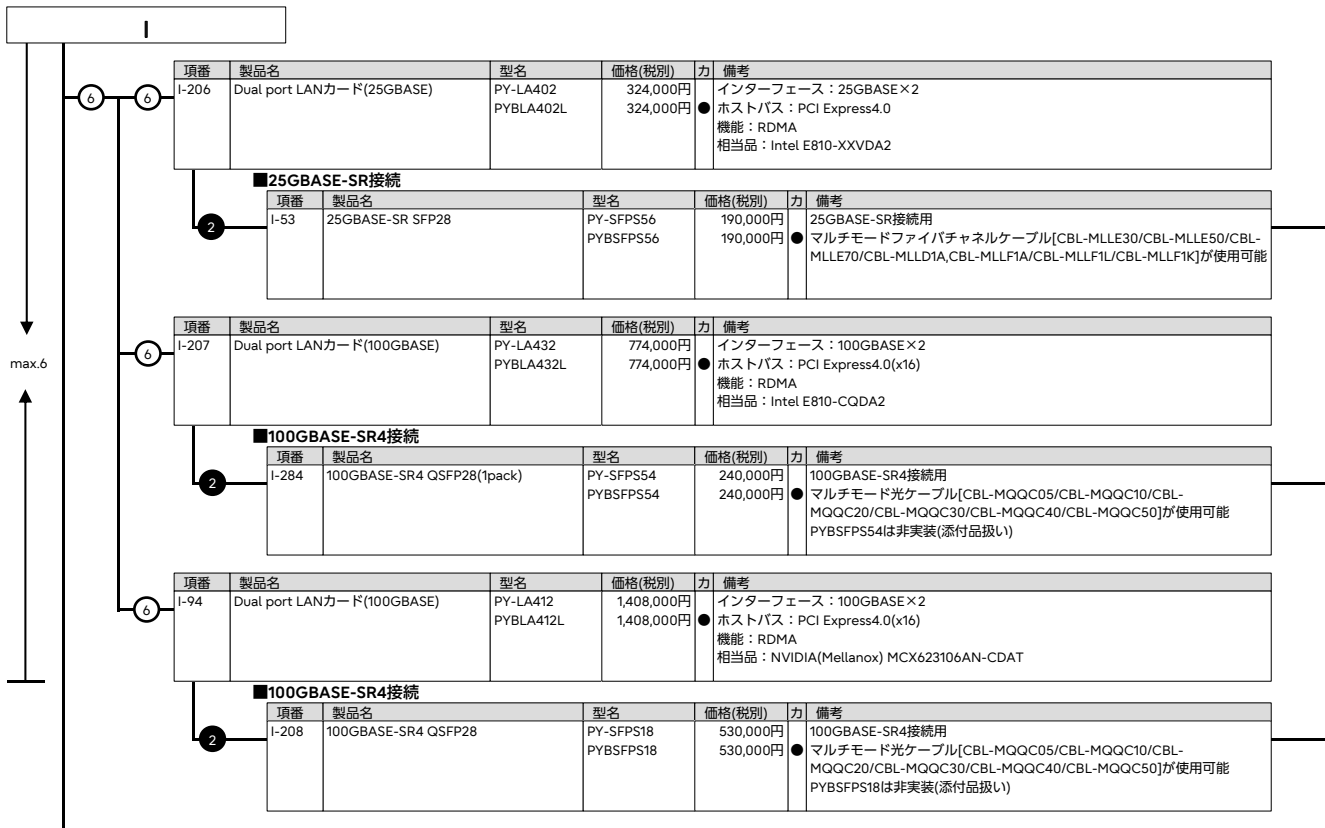 I
項番 製品名 型名 価格(税別) カ 備考
6 6 I-206 Dual port LANカード(25GBASE) PY-LA402 324,000円 インターフェース：25GBASE×2
PYBLA402L 324,000円 ● ホストバス：PCI Express4.0
機能：RDMA
相当品：Intel E810-XXVDA2
■25GBASE-SR接続
項番 製品名 型名 価格(税別) カ 備考
2 I-53 25GBASE-SR SFP28 PY-SFPS56 190,000円 25GBASE-SR接続用
PYBSFPS56 190,000円 ● マルチモードファイバチャネルケーブル[CBL-MLLE30/CBL-MLLE50/CBL-
MLLE70/CBL-MLLD1A,CBL-MLLF1A/CBL-MLLF1L/CBL-MLLF1K]が使用可能
項番 製品名 型名 価格(税別) カ 備考
6 I-207 Dual port LANカード(100GBASE) PY-LA432 774,000円 インターフェース：100GBASE×2
max.6 PYBLA432L 774,000円 ● ホストバス：PCI Express4.0(x16)
機能：RDMA
相当品：Intel E810-CQDA2
■100GBASE-SR4接続
項番 製品名 型名 価格(税別) カ 備考
2 I-284 100GBASE-SR4 QSFP28(1pack) PY-SFPS54 240,000円 100GBASE-SR4接続用
PYBSFPS54 240,000円 ● マルチモード光ケーブル[CBL-MQQC05/CBL-MQQC10/CBL-
MQQC20/CBL-MQQC30/CBL-MQQC40/CBL-MQQC50]が使用可能
PYBSFPS54は非実装(添付品扱い)
項番 製品名 型名 価格(税別) カ 備考
6 I-94 Dual port LANカード(100GBASE) PY-LA412 1,408,000円 インターフェース：100GBASE×2
PYBLA412L 1,408,000円 ● ホストバス：PCI Express4.0(x16)
機能：RDMA
相当品：NVIDIA(Mellanox) MCX623106AN-CDAT
■100GBASE-SR4接続
項番 製品名 型名 価格(税別) カ 備考
2 I-208 100GBASE-SR4 QSFP28 PY-SFPS18 530,000円 100GBASE-SR4接続用
PYBSFPS18 530,000円 ● マルチモード光ケーブル[CBL-MQQC05/CBL-MQQC10/CBL-
MQQC20/CBL-MQQC30/CBL-MQQC40/CBL-MQQC50]が使用可能
PYBSFPS18は非実装(添付品扱い)